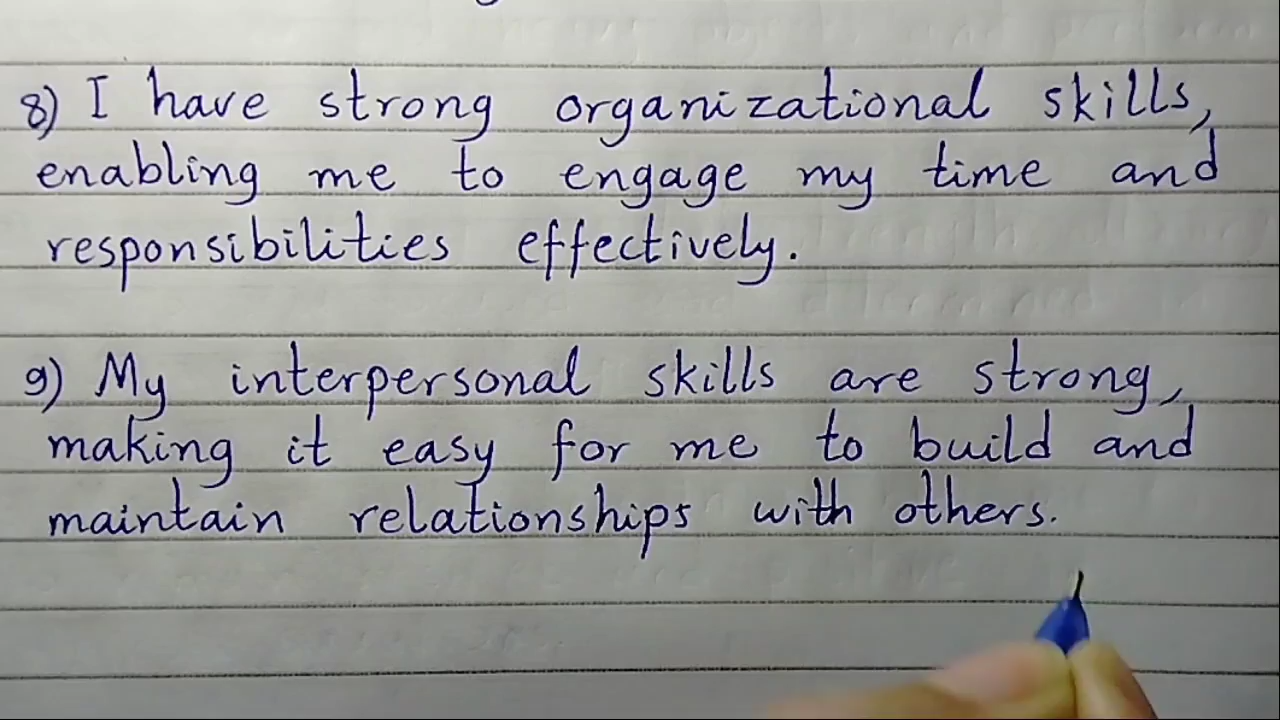 8) I have strong organizational skills,
enabling me to engage my time and
responsibilities effectively.
9) My interpersonal skills are strong,
making it easy for me to build and
maintain relationships with others.